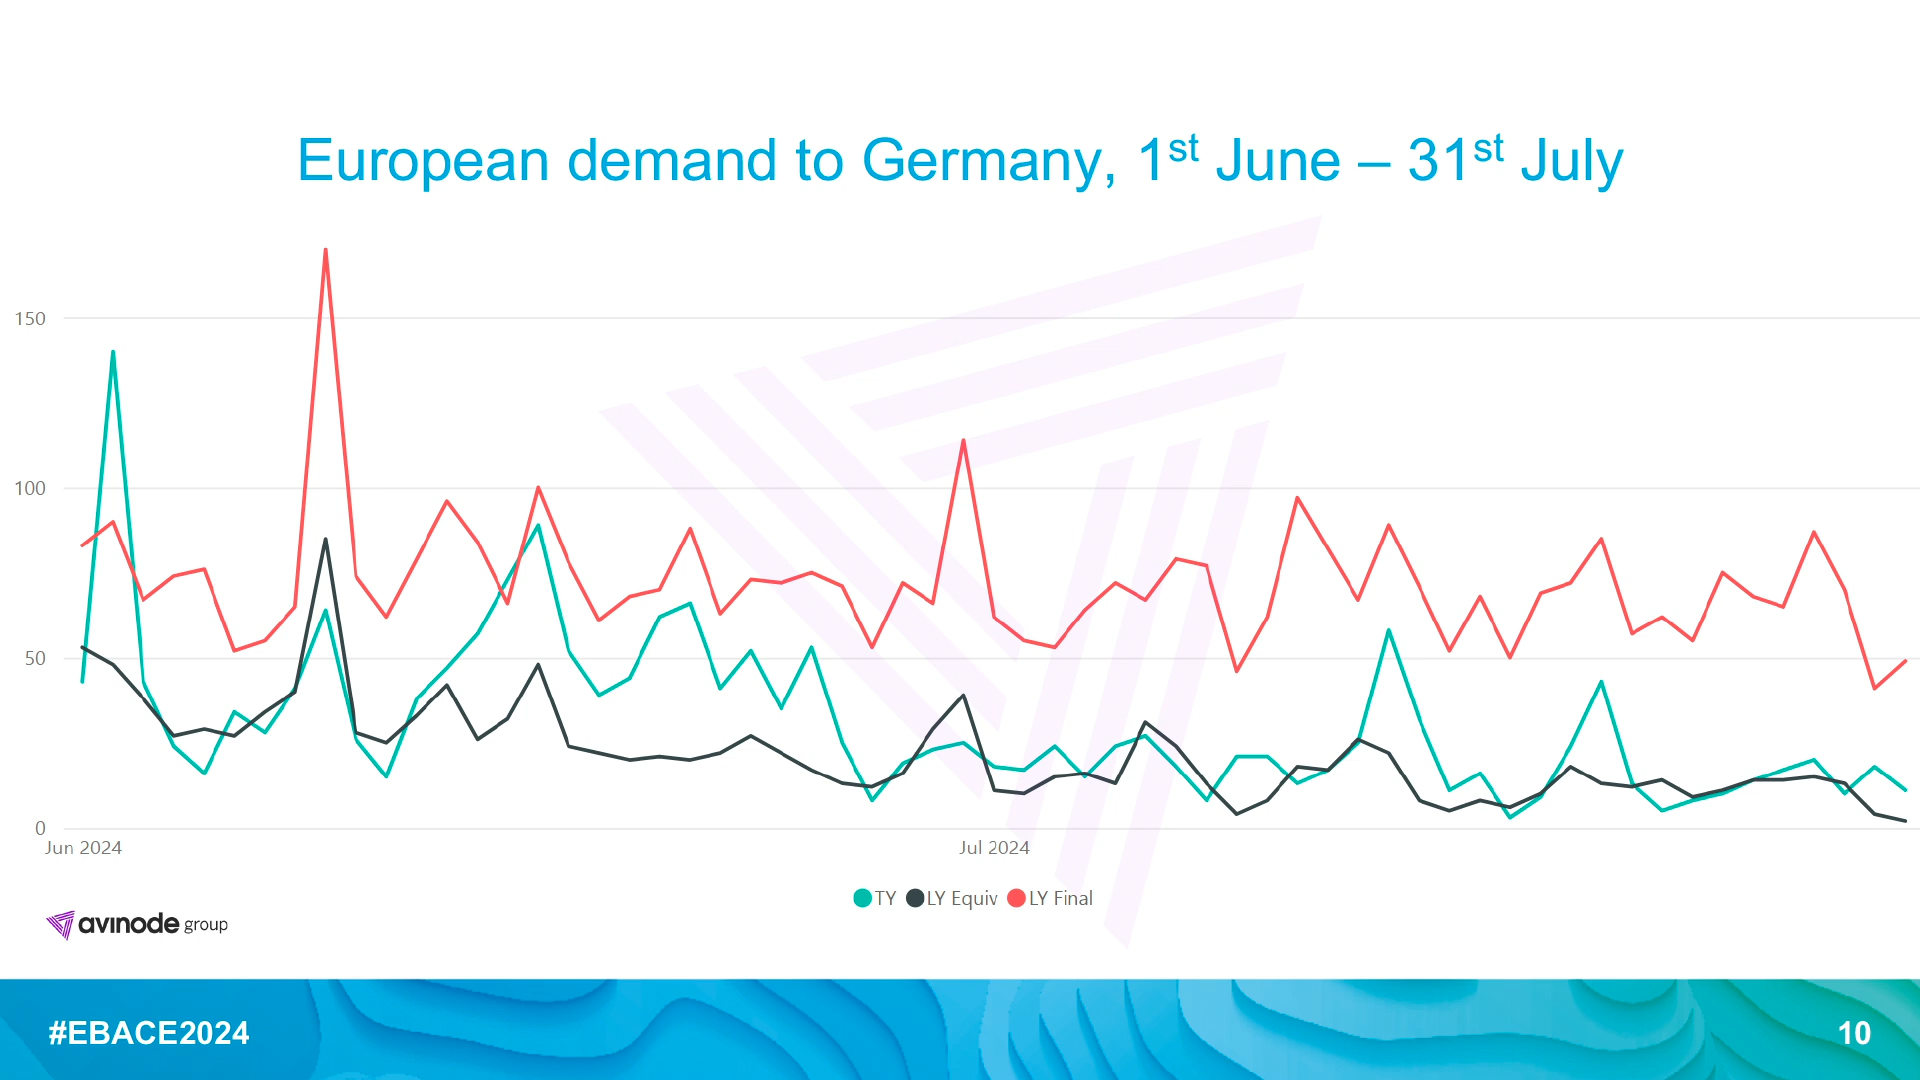 European demand to Germany, 1st June – 31st July
150
100
50
0
Jun 2024
Jul 2024
TY LY Equiv LY Final
avinode group
#EBACE2024
10